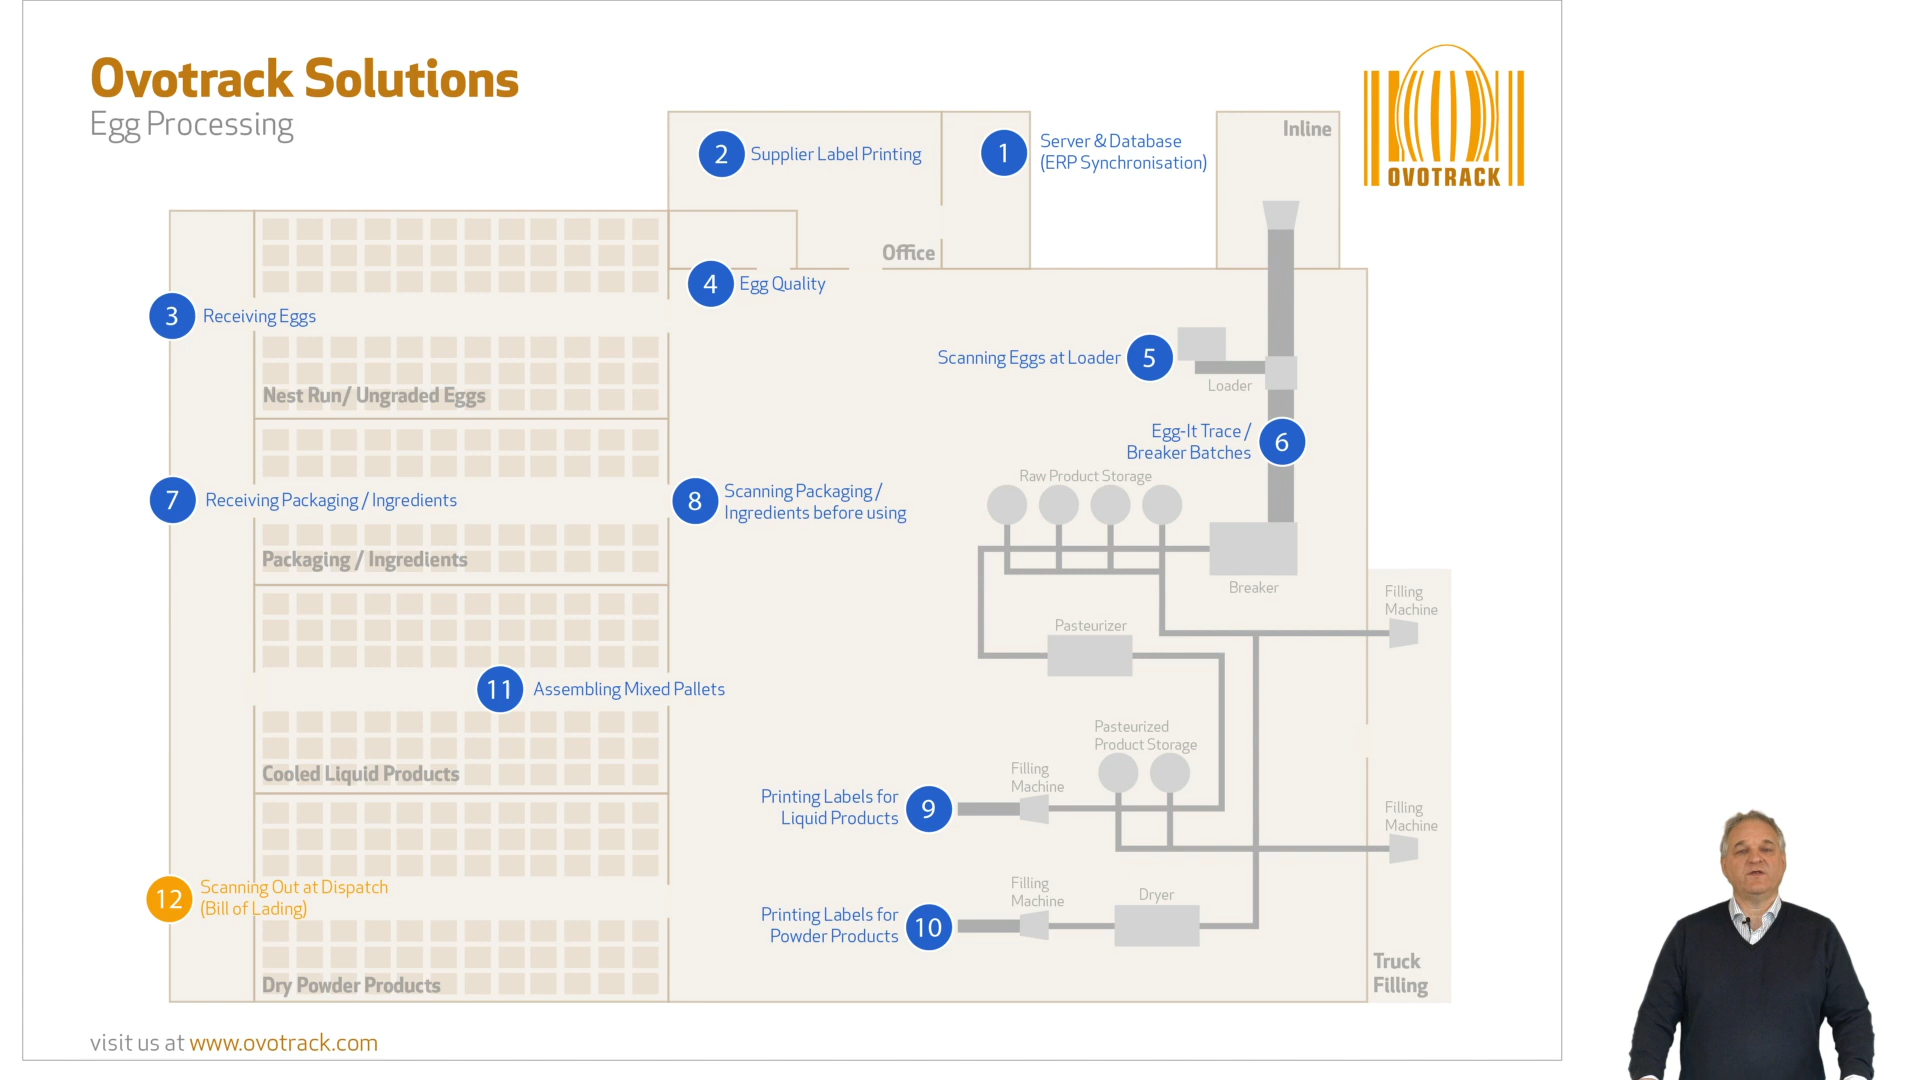 Ovotrack Solutions
Egg Processing
OVOTRACK
2 Supplier Label Printing
1 Server & Database
(ERP Synchronisation)
Inline
Office
4 Egg Quality
3 Receiving Eggs
Scanning Eggs at Loader 5
Loader
Nest Run/ Ungraded Eggs
Egg-It Trace /
Breaker Batches 6
Raw Product Storage
7 Receiving Packaging / Ingredients
8 Scanning Packaging /
Ingredients before using
Packaging / Ingredients
Breaker
Filling
Machine
Pasteurizer
11 Assembling Mixed Pallets
Pasteurized
Product Storage
Cooled Liquid Products
Filling
Machine
Printing Labels for
Liquid Products 9
Filling
Machine
12 Scanning Out at Dispatch
(Bill of Lading)
Filling
Machine
Dryer
Printing Labels for
Powder Products 10
Dry Powder Products
Truck
Filling
visit us at www.ovotrack.com